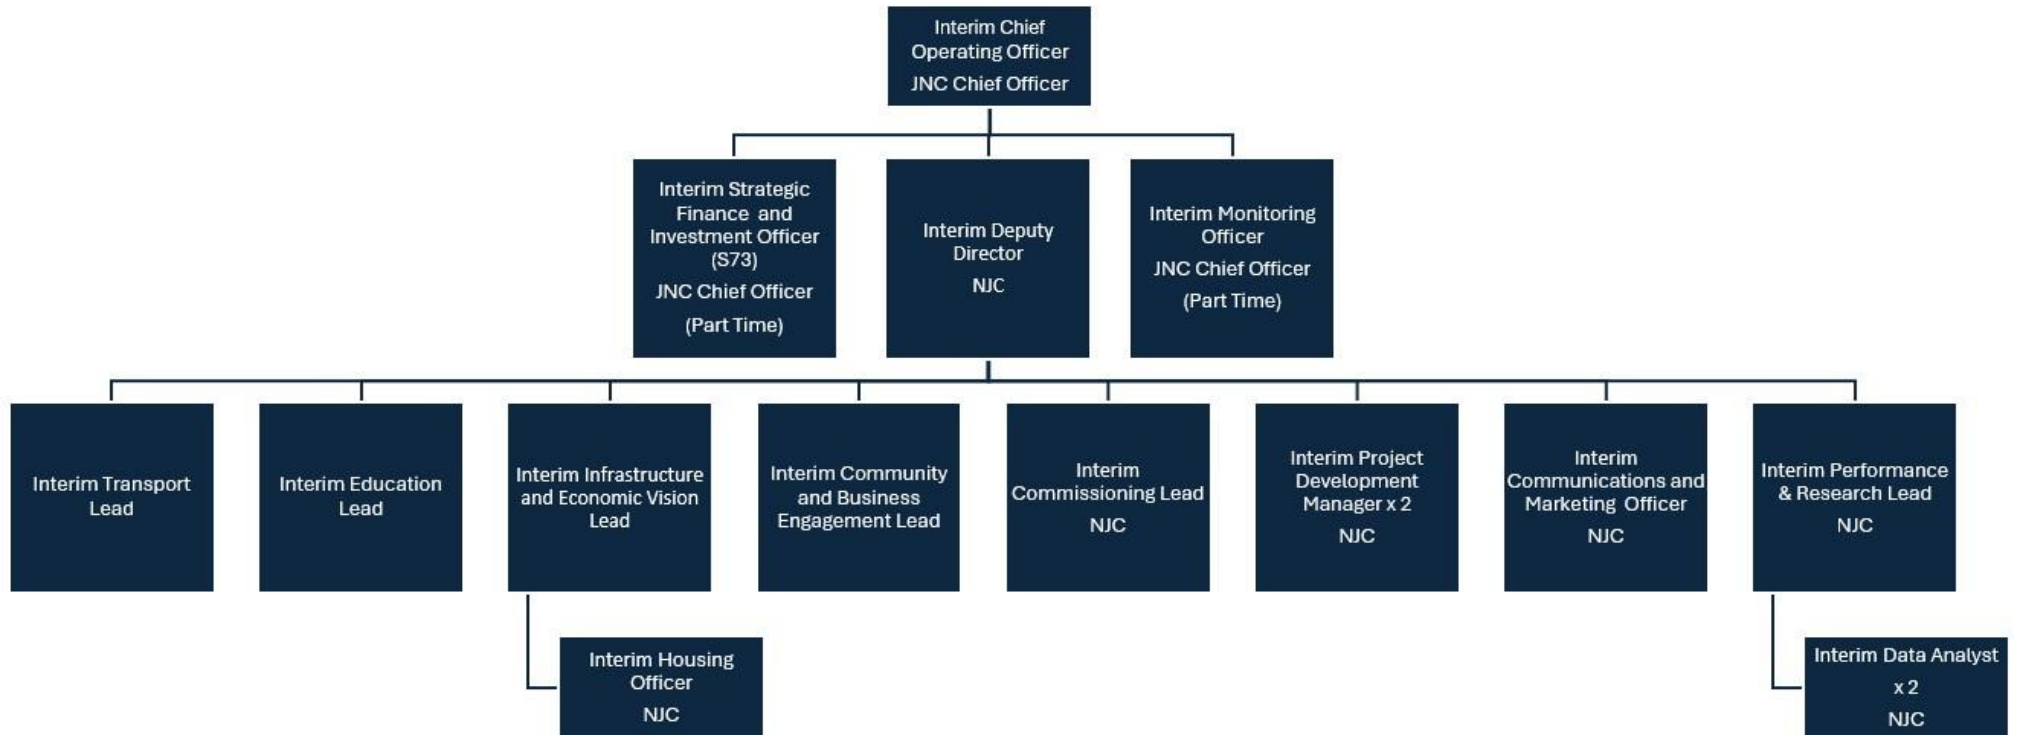 Interim Chief
Operating Officer
JNC Chief Officer
Interim Strategic
Finance and
Investment Officer
(S73)
JNC Chief Officer
(Part Time)
Interim Deputy
Director
NJC
Interim Monitoring
Officer
JNC Chief Officer
(Part Time)
Interim Transport
Lead
Interim Education
Lead
Interim Infrastructure
and Economic Vision
Lead
Interim Community
and Business
Engagement Lead
Interim
Commissioning Lead
NJC
Interim Project
Development
Manager x 2
NJC
Interim
Communications and
Marketing Officer
NJC
Interim Performance
& Research Lead
NJC
Interim Housing
Officer
NJC
Interim Data Analyst
x 2
NJC